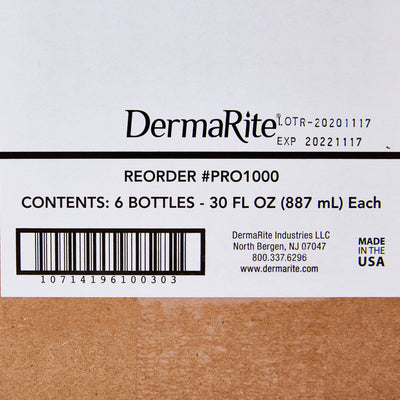 DermaRite® LOTR-20201117
EXP 20221117
REORDER #PRO1000
CONTENTS: 6 BOTTLES - 30 FL OZ (887 mL) Each
DermaRite Industries LLC
North Bergen, NJ 07047
800.337.6296
www.dermarite.com
MADE
IN THE
USA
10714196100303